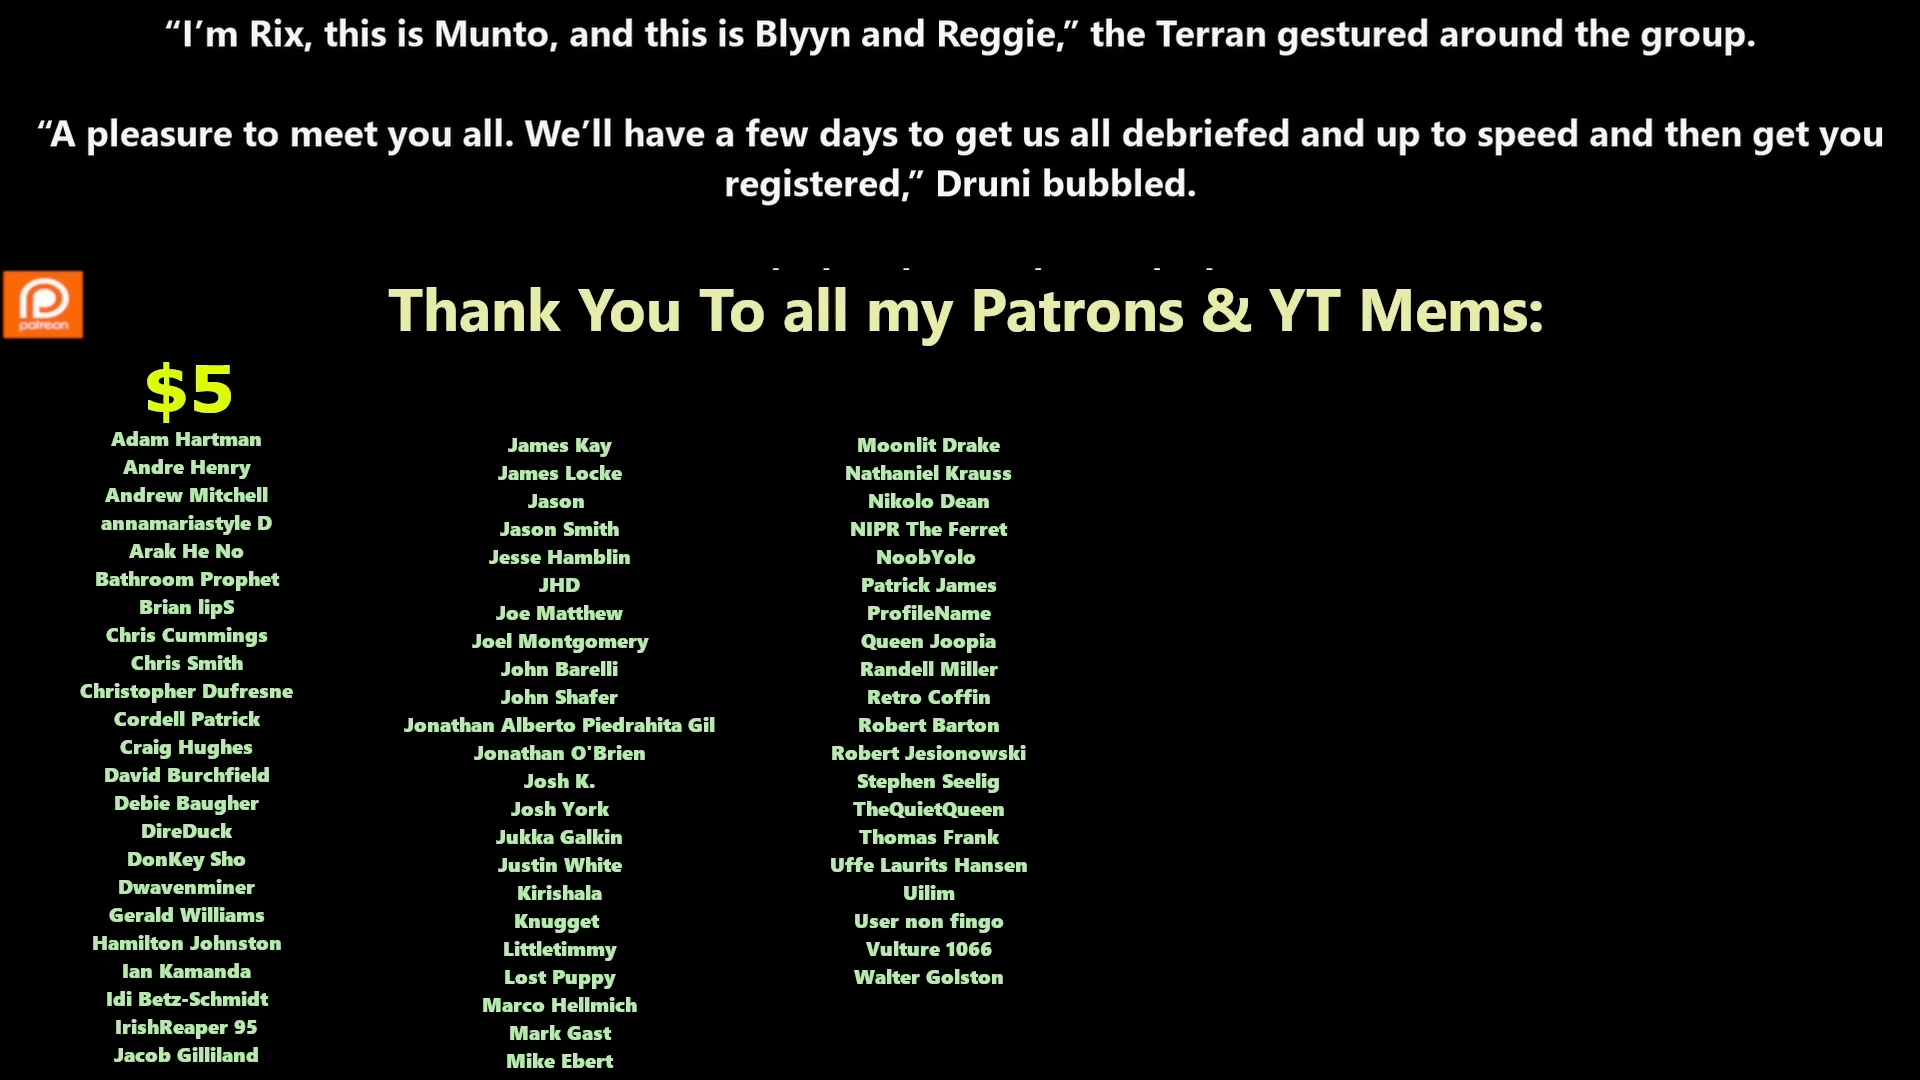 “I’m Rix, this is Munto, and this is Blyyn and Reggie,” the Terran gestured around the group.
“A pleasure to meet you all. We’ll have a few days to get us all debriefed and up to speed and then get you
registered,” Druni bubbled.
patreon
Thank You To all my Patrons & YT Mems:
$5
Adam Hartman
Andre Henry
Andrew Mitchell
annamariastyle D
Arak He No
Bathroom Prophet
Brian lipS
Chris Cummings
Chris Smith
Christopher Dufresne
Cordell Patrick
Craig Hughes
David Burchfield
Debie Baugher
DireDuck
DonKey Sho
Dwavenminer
Gerald Williams
Hamilton Johnston
Ian Kamanda
Idi Betz-Schmidt
IrishReaper 95
Jacob Gilliland
James Kay
James Locke
Jason
Jason Smith
Jesse Hamblin
JHD
Joe Matthew
Joel Montgomery
John Barelli
John Shafer
Jonathan Alberto Piedrahita Gil
Jonathan O'Brien
Josh K.
Josh York
Jukka Galkin
Justin White
Kirishala
Knugget
Littletimmy
Lost Puppy
Marco Hellmich
Mark Gast
Mike Ebert
Moonlit Drake
Nathaniel Krauss
Nikolo Dean
NIPR The Ferret
NoobYolo
Patrick James
ProfileName
Queen Joopia
Randell Miller
Retro Coffin
Robert Barton
Robert Jesionowski
Stephen Seelig
TheQuietQueen
Thomas Frank
Uffe Laurits Hansen
Uilim
User non fingo
Vulture 1066
Walter Golston